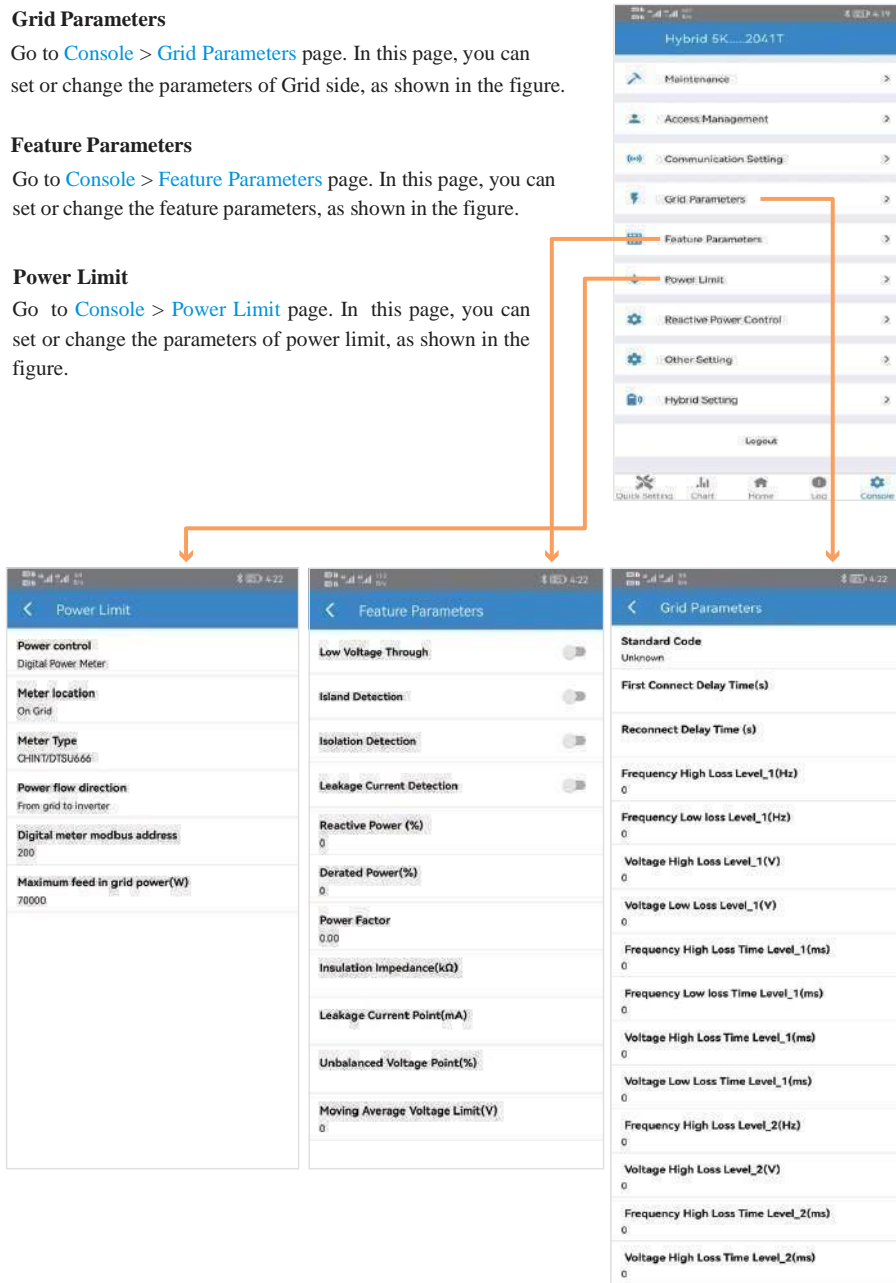 Grid Parameters
Go to Console > Grid Parameters page. In this page, you can
set or change the parameters of Grid side, as shown in the figure.
Feature Parameters
Go to Console > Feature Parameters page. In this page, you can
set or change the feature parameters, as shown in the figure.
Power Limit
Go to Console > Power Limit page. In this page, you can
set or change the parameters of power limit, as shown in the
figure.
4:19
Hybrid 5K.....2041T
Maintenance
Access Management
Communication Setting
Grid Parameters
Feature Parameters
Power Limit
Reactive Power Control
Other Setting
Hybrid Setting
Logout
Quick Setting Chart Home Log Console
4:22
Power Limit
Power control
Digital Power Meter
Meter location
On Grid
Meter Type
CHINT/DTSU666
Power flow direction
From grid to inverter
Digital meter modbus address
200
Maximum feed in grid power(W)
70000
4:22
Feature Parameters
Low Voltage Through
Island Detection
Isolation Detection
Leakage Current Detection
Reactive Power (%)
0
Derated Power(%)
0
Power Factor
0.00
Insulation Impedance(kΩ)
Leakage Current Point(mA)
Unbalanced Voltage Point(%)
Moving Average Voltage Limit(V)
0
4:22
Grid Parameters
Standard Code
Unknown
First Connect Delay Time(s)
Reconnect Delay Time (s)
Frequency High Loss Level_1(Hz)
0
Frequency Low loss Level_1(Hz)
0
Voltage High Loss Level_1(V)
0
Voltage Low Loss Level_1(V)
0
Frequency High Loss Time Level_1(ms)
0
Frequency Low loss Time Level_1(ms)
0
Voltage High Loss Time Level_1(ms)
0
Voltage Low Loss Time Level_1(ms)
0
Frequency High Loss Level_2(Hz)
0
Voltage High Loss Level_2(V)
0
Frequency High Loss Time Level_2(ms)
0
Voltage High Loss Time Level_2(ms)
0